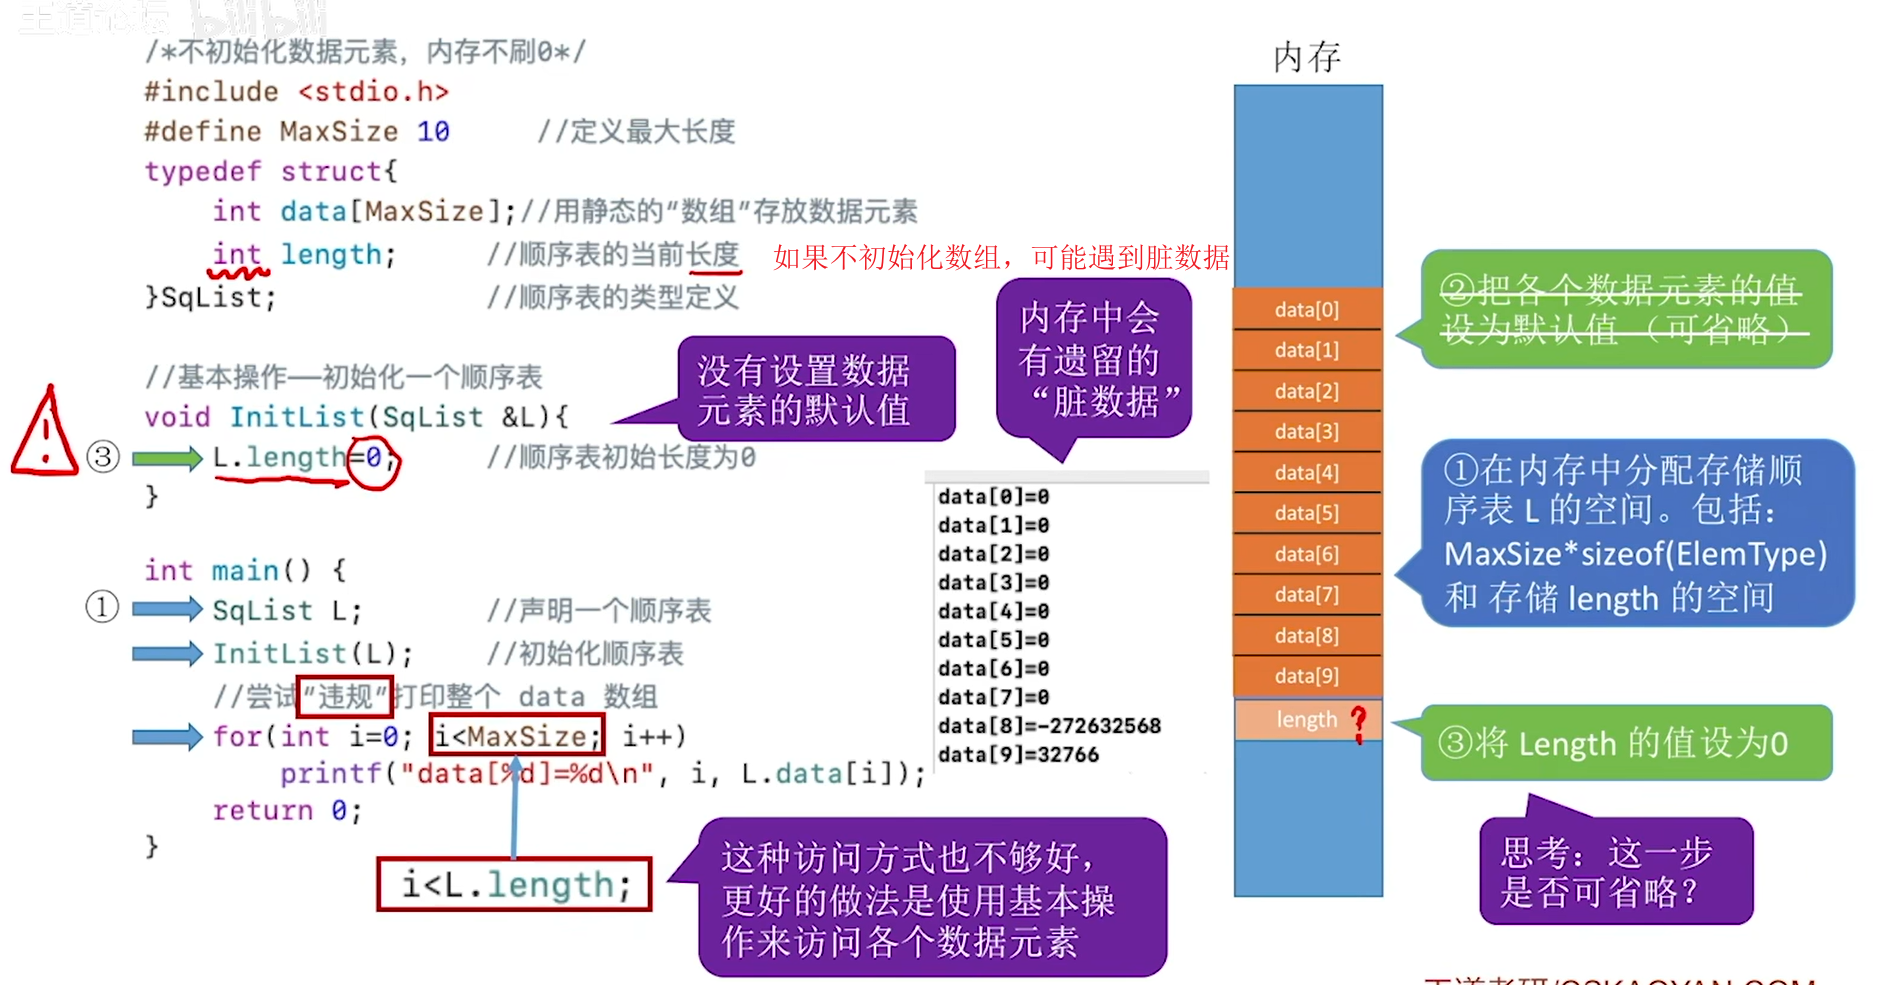 王道论坛 bilibili
/*不初始化数据元素，内存不刷0*/
#include <stdio.h>
#define MaxSize 10 //定义最大长度
typedef struct{
int data[MaxSize];//用静态的"数组"存放数据元素
int length; //顺序表的当前长度
如果不初始化数组，可能遇到脏数据
}SqList; //顺序表的类型定义
//基本操作——初始化一个顺序表
void InitList(SqList &L){
③ L.length=0; //顺序表初始长度为0
}
int main() {
① SqList L; //声明一个顺序表
InitList(L); //初始化顺序表
//尝试"违规"打印整个 data 数组
for(int i=0; i<MaxSize; i++)
printf("data[%d]=%d\n", i, L.data[i]);
return 0;
}
i<L.length;
没有设置数据
元素的默认值
内存中会
有遗留的
“脏数据”
data[0]=0
data[1]=0
data[2]=0
data[3]=0
data[4]=0
data[5]=0
data[6]=0
data[7]=0
data[8]=-272632568
data[9]=32766
这种访问方式也不够好，
更好的做法是使用基本操
作来访问各个数据元素
内存
data[0]
data[1]
data[2]
data[3]
data[4]
data[5]
data[6]
data[7]
data[8]
data[9]
length ?
②把各个数据元素的值
设为默认值（可省略）
①在内存中分配存储顺
序表 L 的空间。包括：
MaxSize*sizeof(ElemType)
和 存储 length 的空间
③将 Length 的值设为0
思考：这一步
是否可省略？
王道考研/CSKAOYAN.COM